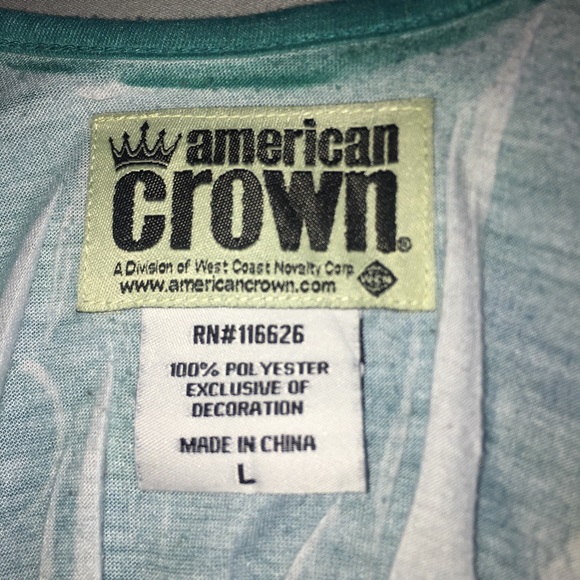 american
crown®
A Division of West Coast Novelty Corp
www.americancrown.com
RN#116626
100% POLYESTER
EXCLUSIVE OF
DECORATION
MADE IN CHINA
L